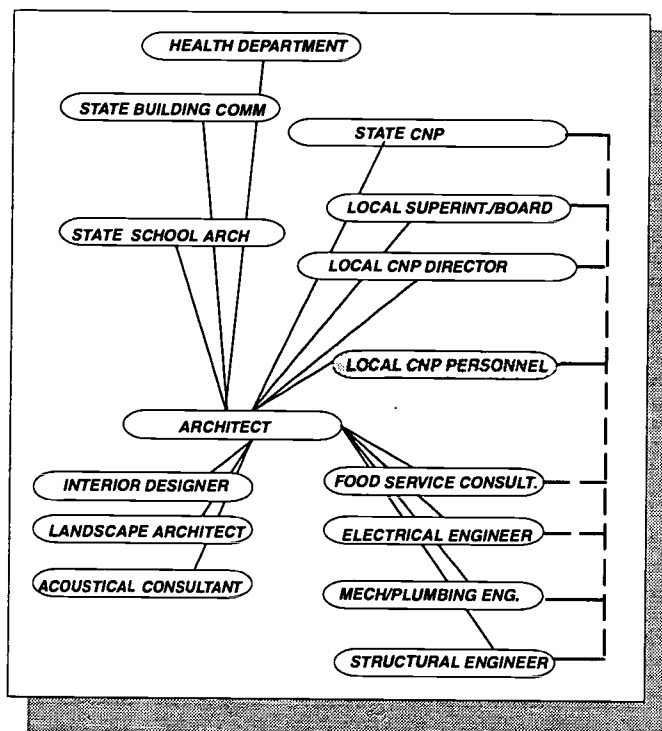 HEALTH DEPARTMENT
STATE BUILDING COMM
STATE CNP
LOCAL SUPERINT./BOARD
STATE SCHOOL ARCH
LOCAL CNP DIRECTOR
LOCAL CNP PERSONNEL
ARCHITECT
INTERIOR DESIGNER
FOOD SERVICE CONSULT.
LANDSCAPE ARCHITECT
ELECTRICAL ENGINEER
ACOUSTICAL CONSULTANT
MECH/PLUMBING ENG.
STRUCTURAL ENGINEER